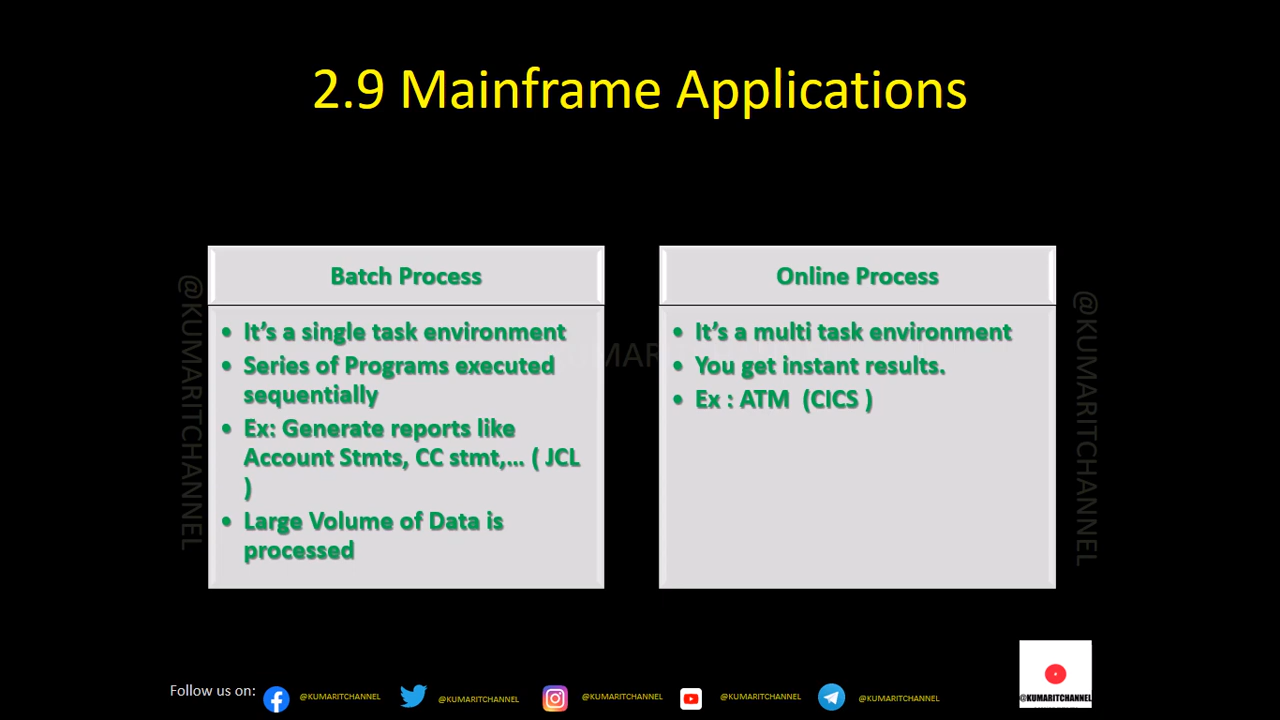 2.9 Mainframe Applications
Batch Process
• It's a single task environment
• Series of Programs executed
sequentially
• Ex: Generate reports like
Account Stmts, CC stmt,... ( JCL
)
• Large Volume of Data is
processed
Online Process
• It's a multi task environment
• You get instant results.
• Ex : ATM (CICS )
@KUMARITCHANNEL
@KUMARITCHANNEL
Follow us on:
@KUMARITCHANNEL
@KUMARITCHANNEL
@KUMARITCHANNEL
@KUMARITCHANNEL
@KUMARITCHANNEL
@KUMARITCHANNEL